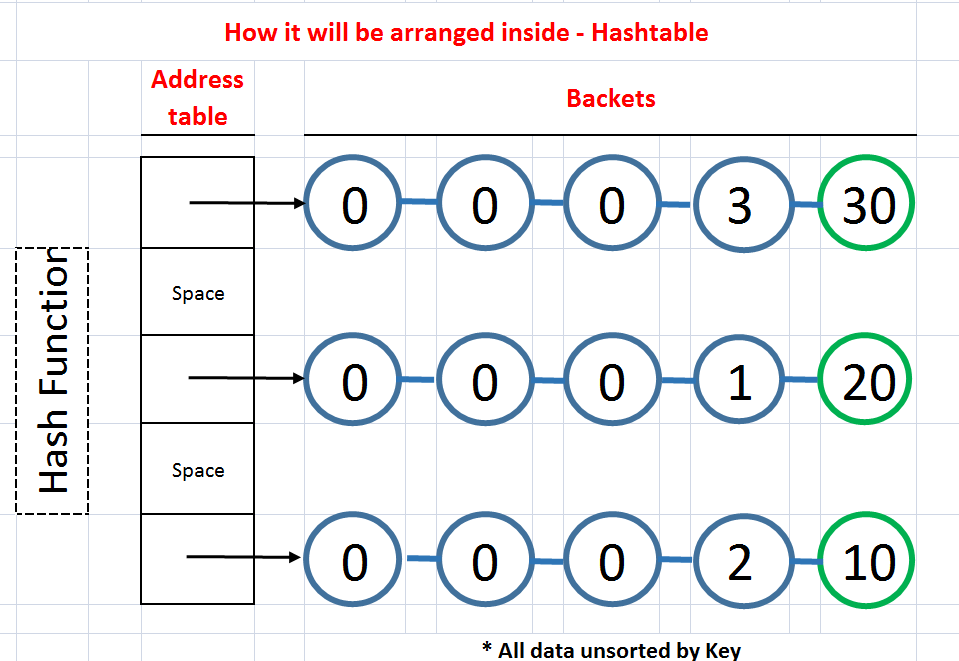 How it will be arranged inside - Hashtable
Address
table
Backets
0 0 0 3 30
Space
Hash Function
0 0 0 1 20
Space
0 0 0 2 10
* All data unsorted by Key